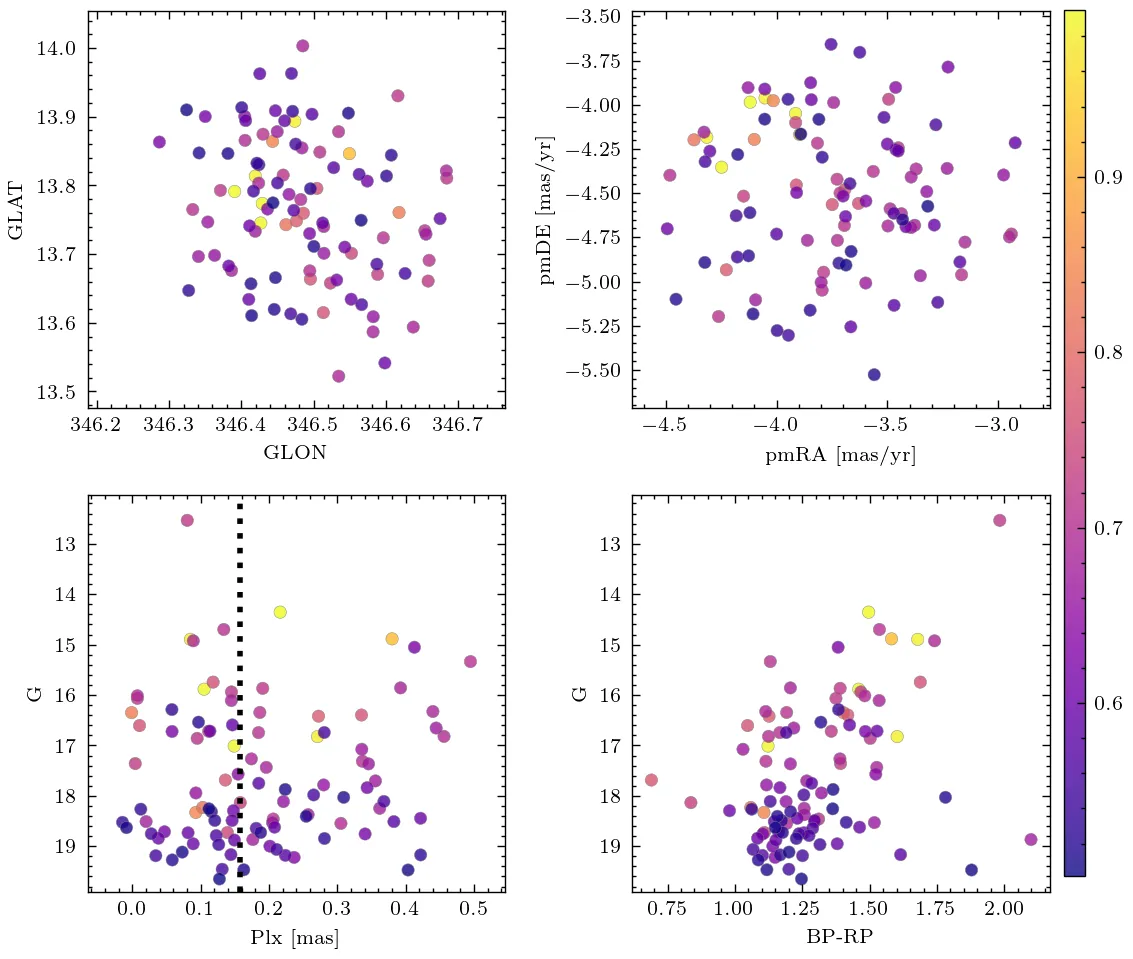 14.0
13.9
13.8
13.7
13.6
13.5
GLAT
346.2 346.3 346.4 346.5 346.6 346.7
GLON
−3.50
−3.75
−4.00
−4.25
−4.50
−4.75
−5.00
−5.25
−5.50
pmDE [mas/yr]
−4.5 −4.0 −3.5 −3.0
pmRA [mas/yr]
0.9
0.8
0.7
0.6
13
14
15
16
17
18
19
G
0.0 0.1 0.2 0.3 0.4 0.5
Plx [mas]
13
14
15
16
17
18
19
G
0.75 1.00 1.25 1.50 1.75 2.00
BP-RP